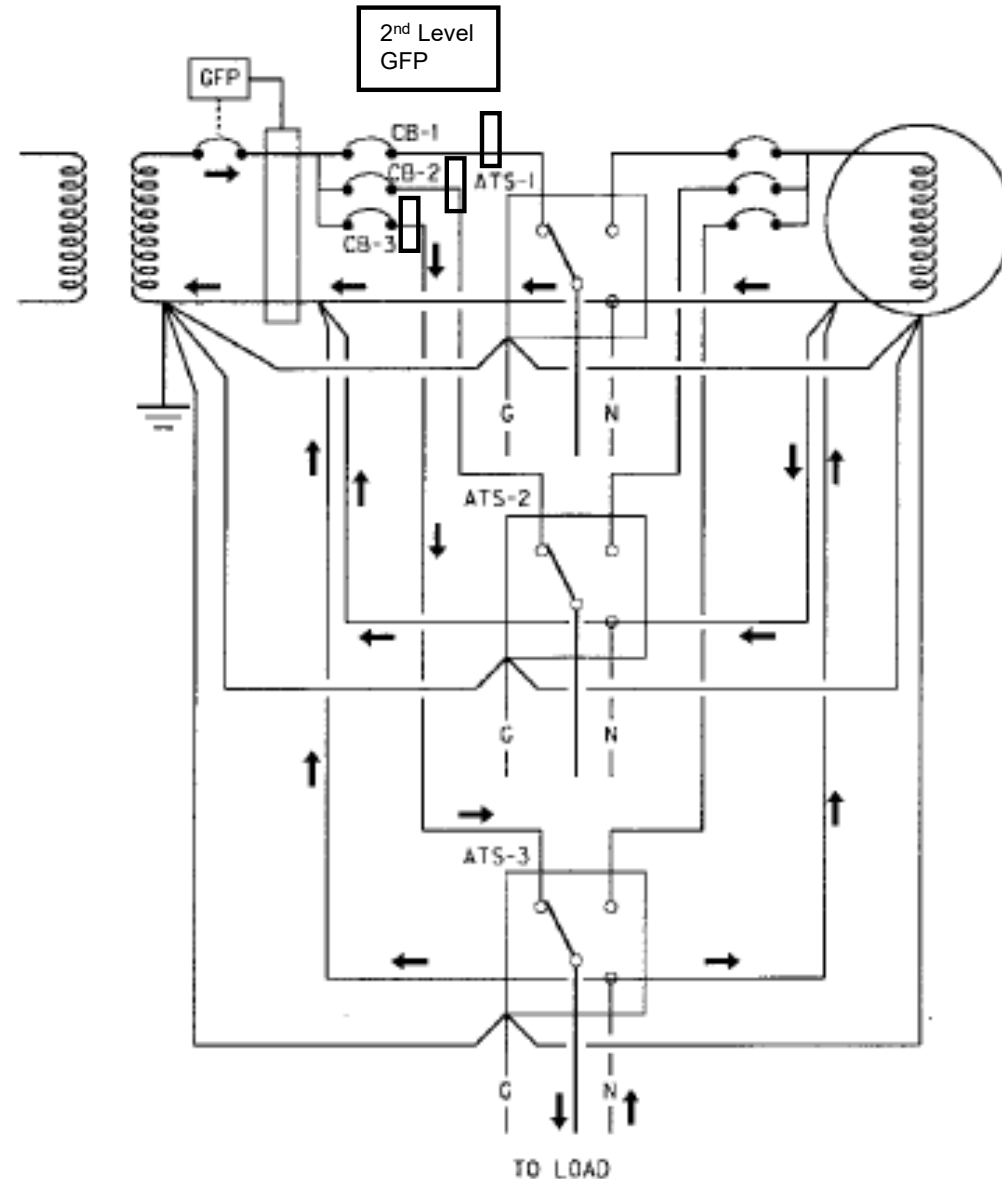 2nd Level
GFP
GFP
CB-1
CB-2
ATS-1
CB-3
G
N
ATS-2
G
N
ATS-3
G
N
TO LOAD